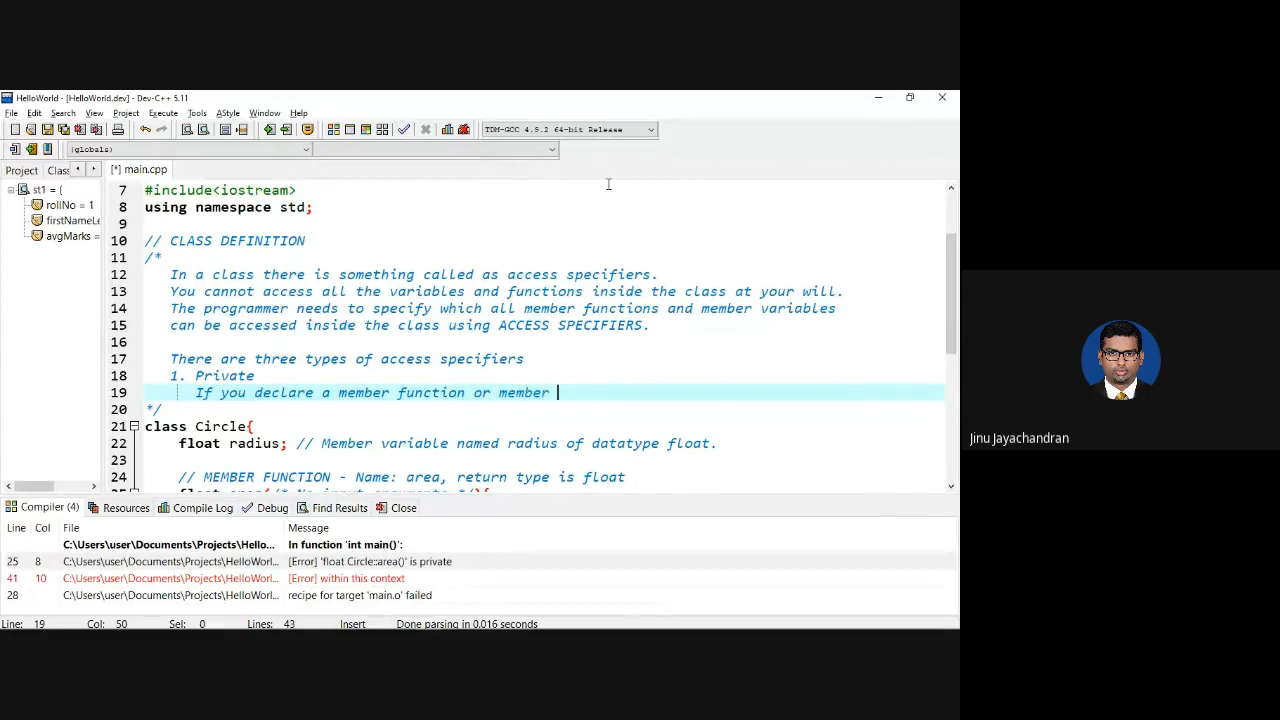 HelloWorld - [HelloWorld.dev] - Dev-C++ 5.11
File Edit Search View Project Execute Tools AStyle Window Help
TDM-GCC 4.9.2 64-bit Release
(globals)
Project Clas [*] main.cpp
st1 = {
rollNo = 1
firstNameLe
avgMarks =
7 #include<iostream>
8 using namespace std;
9
10 // CLASS DEFINITION
11 /*
12 In a class there is something called as access specifiers.
13 You cannot access all the variables and functions inside the class at your will.
14 The programmer needs to specify which all member functions and member variables
15 can be accessed inside the class using ACCESS SPECIFIERS.
16
17 There are three types of access specifiers
18 1. Private
19 If you declare a member function or member
20 */
21 class Circle{
22 float radius; // Member variable named radius of datatype float.
23
24 // MEMBER FUNCTION - Name: area, return type is float
Jinu Jayachandran
Compiler (4) Resources Compile Log Debug Find Results Close
Line Col File Message
C:\Users\user\Documents\Projects\Hello... In function 'int main()':
25 8 C:\Users\user\Documents\Projects\HelloWorl... [Error] 'float Circle::area()' is private
41 10 C:\Users\user\Documents\Projects\HelloWorl... [Error] within this context
28 C:\Users\user\Documents\Projects\HelloWorl... recipe for target 'main.o' failed
Line: 19 Col: 50 Sel: 0 Lines: 43 Insert Done parsing in 0.016 seconds